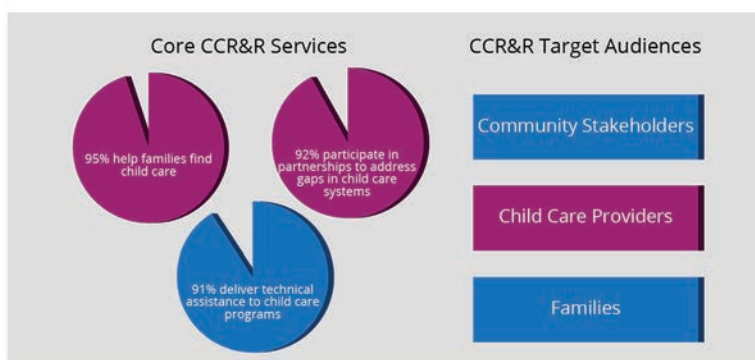 Core CCR&R Services
95% help families find
child care
92% participate in
partnerships to address
gaps in child care
systems
91% deliver technical
assistance to child care
programs
CCR&R Target Audiences
Community Stakeholders
Child Care Providers
Families